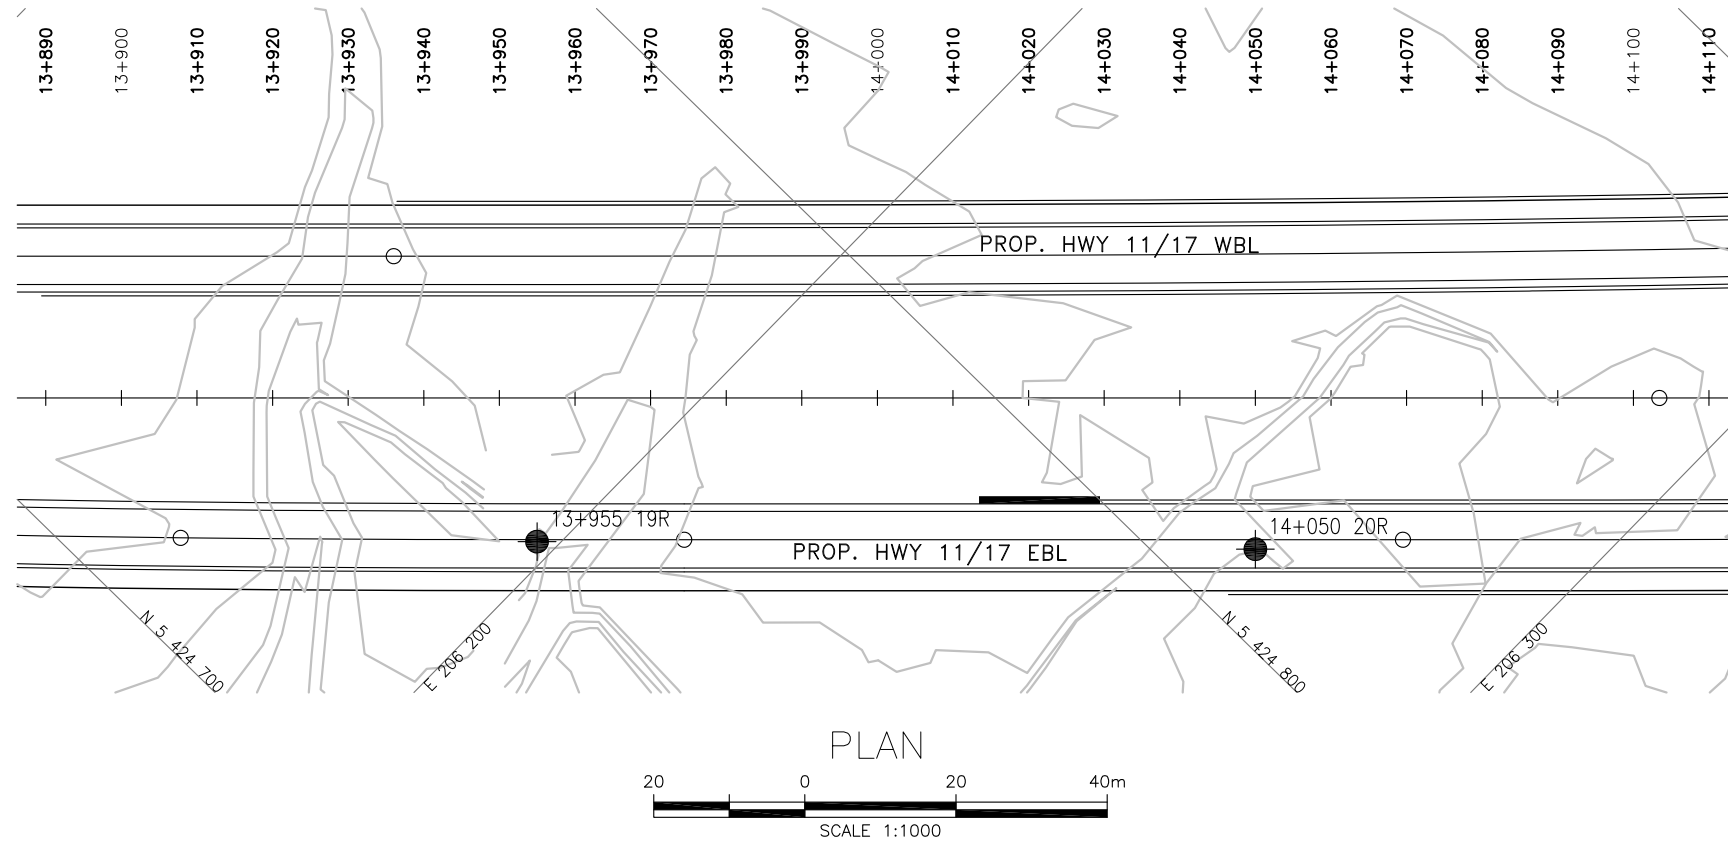 13+890
13+900
13+910
13+920
13+930
13+940
13+950
13+960
13+970
13+980
13+990
14+000
14+010
14+020
14+030
14+040
14+050
14+060
14+070
14+080
14+090
14+100
14+110
PROP. HWY 11/17 WBL
13+955 19R
14+050 20R
PROP. HWY 11/17 EBL
N 5 424 700
E 206 200
N 5 424 800
E 206 300
PLAN
20 0 20 40m
SCALE 1:1000